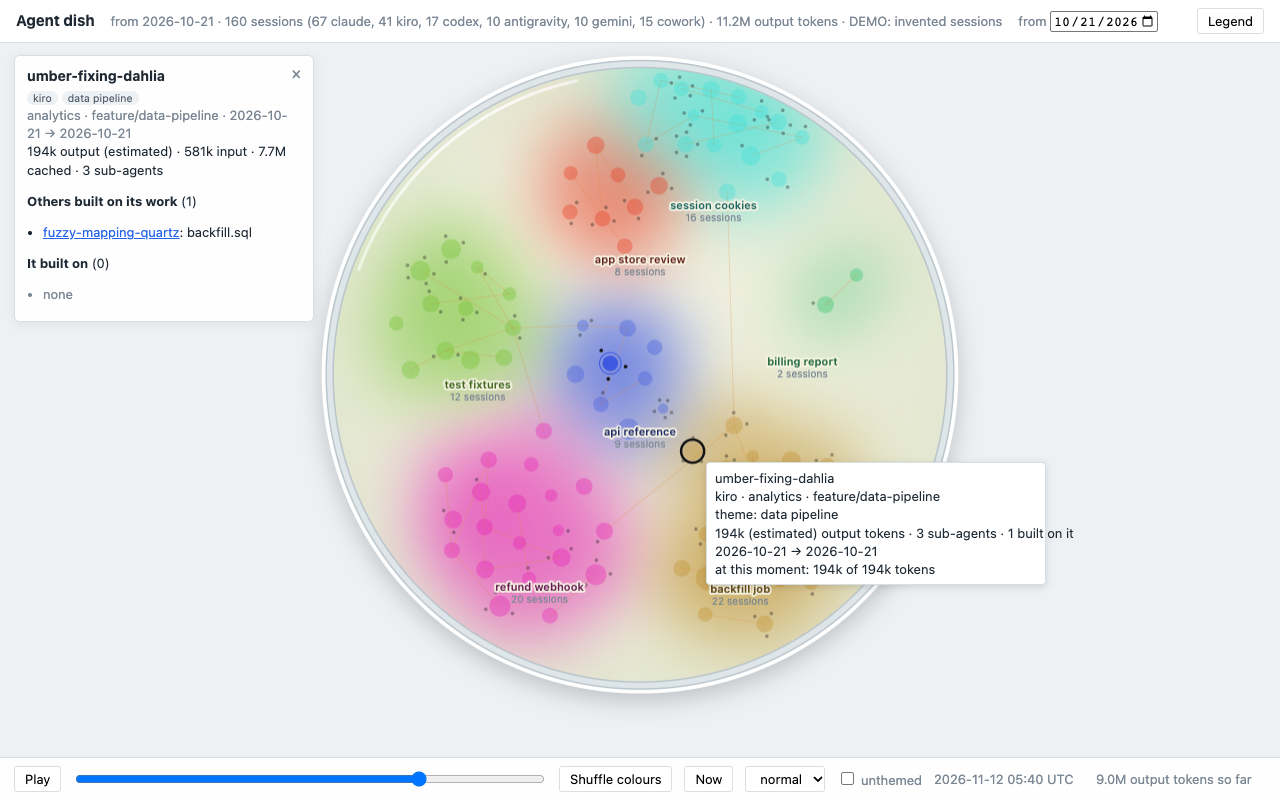 Agent dish
from 2026-10-21 · 160 sessions (67 claude, 41 kiro, 17 codex, 10 antigravity, 10 gemini, 15 cowork) · 11.2M output tokens · DEMO: invented sessions
from 10/21/2026
Legend
umber-fixing-dahlia ×
kiro data pipeline
analytics · feature/data-pipeline · 2026-10-
21 → 2026-10-21
194k output (estimated) · 581k input · 7.7M
cached · 3 sub-agents
Others built on its work (1)
• fuzzy-mapping-quartz: backfill.sql
It built on (0)
• none
session cookies
16 sessions
app store review
8 sessions
billing report
2 sessions
test fixtures
12 sessions
api reference
9 sessions
umber-fixing-dahlia
kiro · analytics · feature/data-pipeline
theme: data pipeline
194k (estimated) output tokens · 3 sub-agents · 1 built on it
2026-10-21 → 2026-10-21
at this moment: 194k of 194k tokens
refund webhook
20 sessions
backfill job
22 sessions
Play
Shuffle colours
Now
normal
unthemed
2026-11-12 05:40 UTC
9.0M output tokens so far